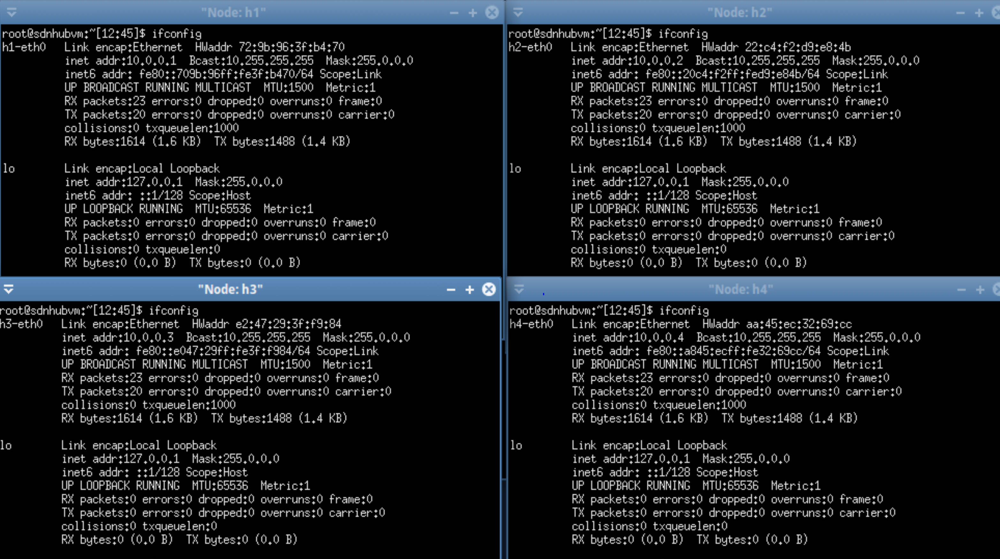 "Node: h1"
root@sdnhubvm:~[12:45]$ ifconfig
h1-eth0   Link encap:Ethernet  HWaddr 72:9b:96:3f:b4:70
          inet addr:10.0.0.1  Bcast:10.255.255.255  Mask:255.0.0.0
          inet6 addr: fe80::709b:96ff:fe3f:b470/64 Scope:Link
          UP BROADCAST RUNNING MULTICAST  MTU:1500  Metric:1
          RX packets:23 errors:0 dropped:0 overruns:0 frame:0
          TX packets:20 errors:0 dropped:0 overruns:0 carrier:0
          collisions:0 txqueuelen:1000
          RX bytes:1614 (1.6 KB)  TX bytes:1488 (1.4 KB)
lo        Link encap:Local Loopback
          inet addr:127.0.0.1  Mask:255.0.0.0
          inet6 addr: ::1/128 Scope:Host
          UP LOOPBACK RUNNING  MTU:65536  Metric:1
          RX packets:0 errors:0 dropped:0 overruns:0 frame:0
          TX packets:0 errors:0 dropped:0 overruns:0 carrier:0
          collisions:0 txqueuelen:0
          RX bytes:0 (0.0 B)  TX bytes:0 (0.0 B)
"Node: h2"
root@sdnhubvm:~[12:45]$ ifconfig
h2-eth0   Link encap:Ethernet  HWaddr 22:c4:f2:d9:e8:4b
          inet addr:10.0.0.2  Bcast:10.255.255.255  Mask:255.0.0.0
          inet6 addr: fe80::20c4:f2ff:fed9:e84b/64 Scope:Link
          UP BROADCAST RUNNING MULTICAST  MTU:1500  Metric:1
          RX packets:23 errors:0 dropped:0 overruns:0 frame:0
          TX packets:20 errors:0 dropped:0 overruns:0 carrier:0
          collisions:0 txqueuelen:1000
          RX bytes:1614 (1.6 KB)  TX bytes:1488 (1.4 KB)
lo        Link encap:Local Loopback
          inet addr:127.0.0.1  Mask:255.0.0.0
          inet6 addr: ::1/128 Scope:Host
          UP LOOPBACK RUNNING  MTU:65536  Metric:1
          RX packets:0 errors:0 dropped:0 overruns:0 frame:0
          TX packets:0 errors:0 dropped:0 overruns:0 carrier:0
          collisions:0 txqueuelen:0
          RX bytes:0 (0.0 B)  TX bytes:0 (0.0 B)
"Node: h3"
root@sdnhubvm:~[12:45]$ ifconfig
h3-eth0   Link encap:Ethernet  HWaddr e2:47:29:3f:f9:84
          inet addr:10.0.0.3  Bcast:10.255.255.255  Mask:255.0.0.0
          inet6 addr: fe80::e047:29ff:fe3f:f984/64 Scope:Link
          UP BROADCAST RUNNING MULTICAST  MTU:1500  Metric:1
          RX packets:23 errors:0 dropped:0 overruns:0 frame:0
          TX packets:20 errors:0 dropped:0 overruns:0 carrier:0
          collisions:0 txqueuelen:1000
          RX bytes:1614 (1.6 KB)  TX bytes:1488 (1.4 KB)
lo        Link encap:Local Loopback
          inet addr:127.0.0.1  Mask:255.0.0.0
          inet6 addr: ::1/128 Scope:Host
          UP LOOPBACK RUNNING  MTU:65536  Metric:1
          RX packets:0 errors:0 dropped:0 overruns:0 frame:0
          TX packets:0 errors:0 dropped:0 overruns:0 carrier:0
          collisions:0 txqueuelen:0
          RX bytes:0 (0.0 B)  TX bytes:0 (0.0 B)
"Node: h4"
root@sdnhubvm:~[12:45]$ ifconfig
h4-eth0   Link encap:Ethernet  HWaddr aa:45:ec:32:69:cc
          inet addr:10.0.0.4  Bcast:10.255.255.255  Mask:255.0.0.0
          inet6 addr: fe80::a845:ecff:fe32:69cc/64 Scope:Link
          UP BROADCAST RUNNING MULTICAST  MTU:1500  Metric:1
          RX packets:23 errors:0 dropped:0 overruns:0 frame:0
          TX packets:20 errors:0 dropped:0 overruns:0 carrier:0
          collisions:0 txqueuelen:1000
          RX bytes:1614 (1.6 KB)  TX bytes:1488 (1.4 KB)
lo        Link encap:Local Loopback
          inet addr:127.0.0.1  Mask:255.0.0.0
          inet6 addr: ::1/128 Scope:Host
          UP LOOPBACK RUNNING  MTU:65536  Metric:1
          RX packets:0 errors:0 dropped:0 overruns:0 frame:0
          TX packets:0 errors:0 dropped:0 overruns:0 carrier:0
          collisions:0 txqueuelen:0
          RX bytes:0 (0.0 B)  TX bytes:0 (0.0 B)